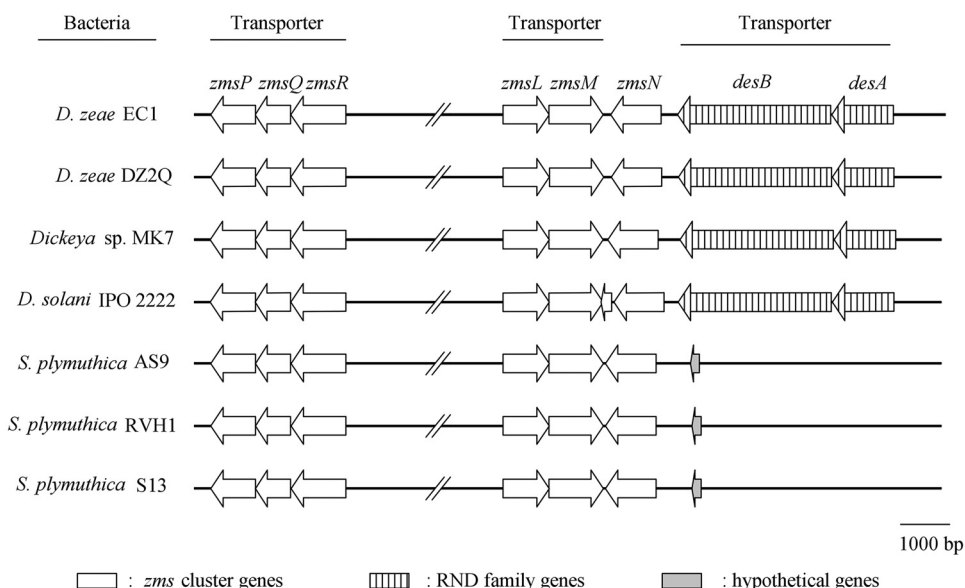 Bacteria Transporter Transporter Transporter
zmsP zmsQ zmsR zmsL zmsM zmsN desB desA
D. zeae EC1
D. zeae DZ2Q
Dickeya sp. MK7
D. solani IPO 2222
S. plymuthica AS9
S. plymuthica RVH1
S. plymuthica S13
1000 bp
: zms cluster genes : RND family genes : hypothetical genes